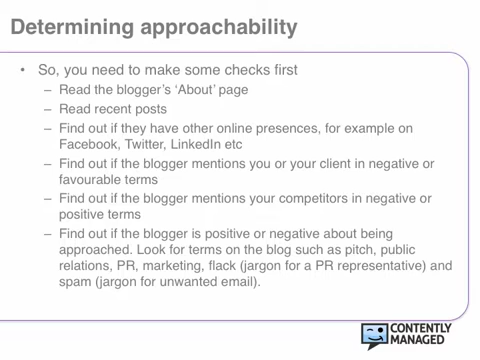 Determining approachability
• So, you need to make some checks first
– Read the blogger's 'About' page
– Read recent posts
– Find out if they have other online presences, for example on
Facebook, Twitter, LinkedIn etc
– Find out if the blogger mentions you or your client in negative or
favourable terms
– Find out if the blogger mentions your competitors in negative or
positive terms
– Find out if the blogger is positive or negative about being
approached. Look for terms on the blog such as pitch, public
relations, PR, marketing, flack (jargon for a PR representative) and
spam (jargon for unwanted email).
CONTENTLY
MANAGED